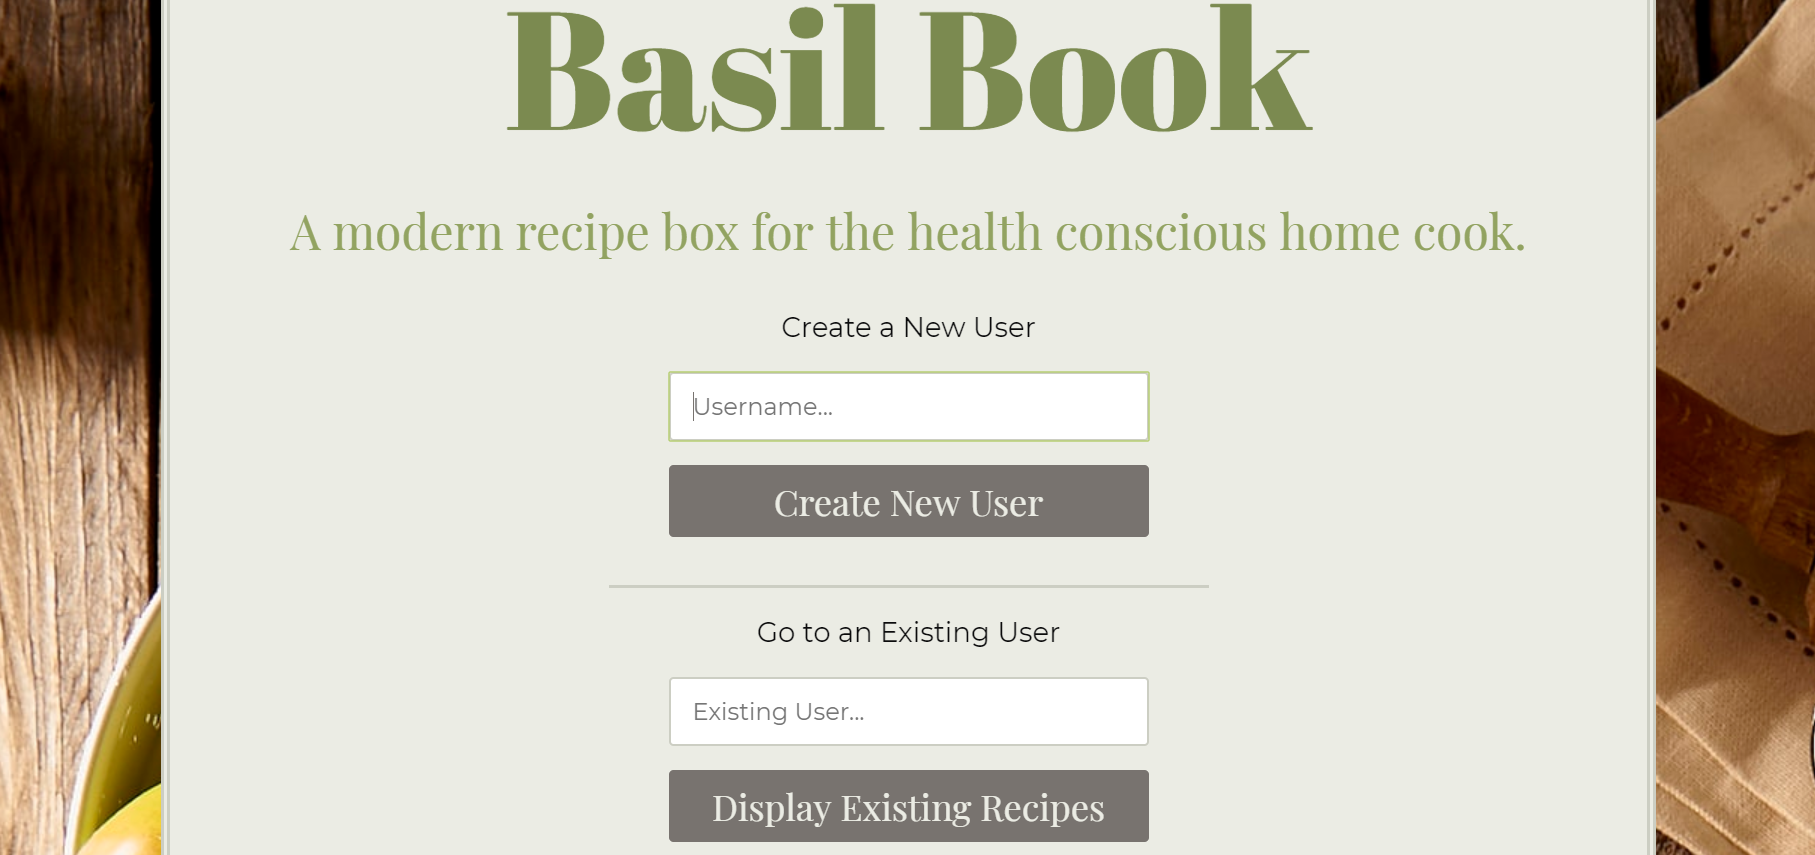 Basil Book
A modern recipe box for the health conscious home cook.
Create a New User
Username...
Create New User
Go to an Existing User
Existing User...
Display Existing Recipes